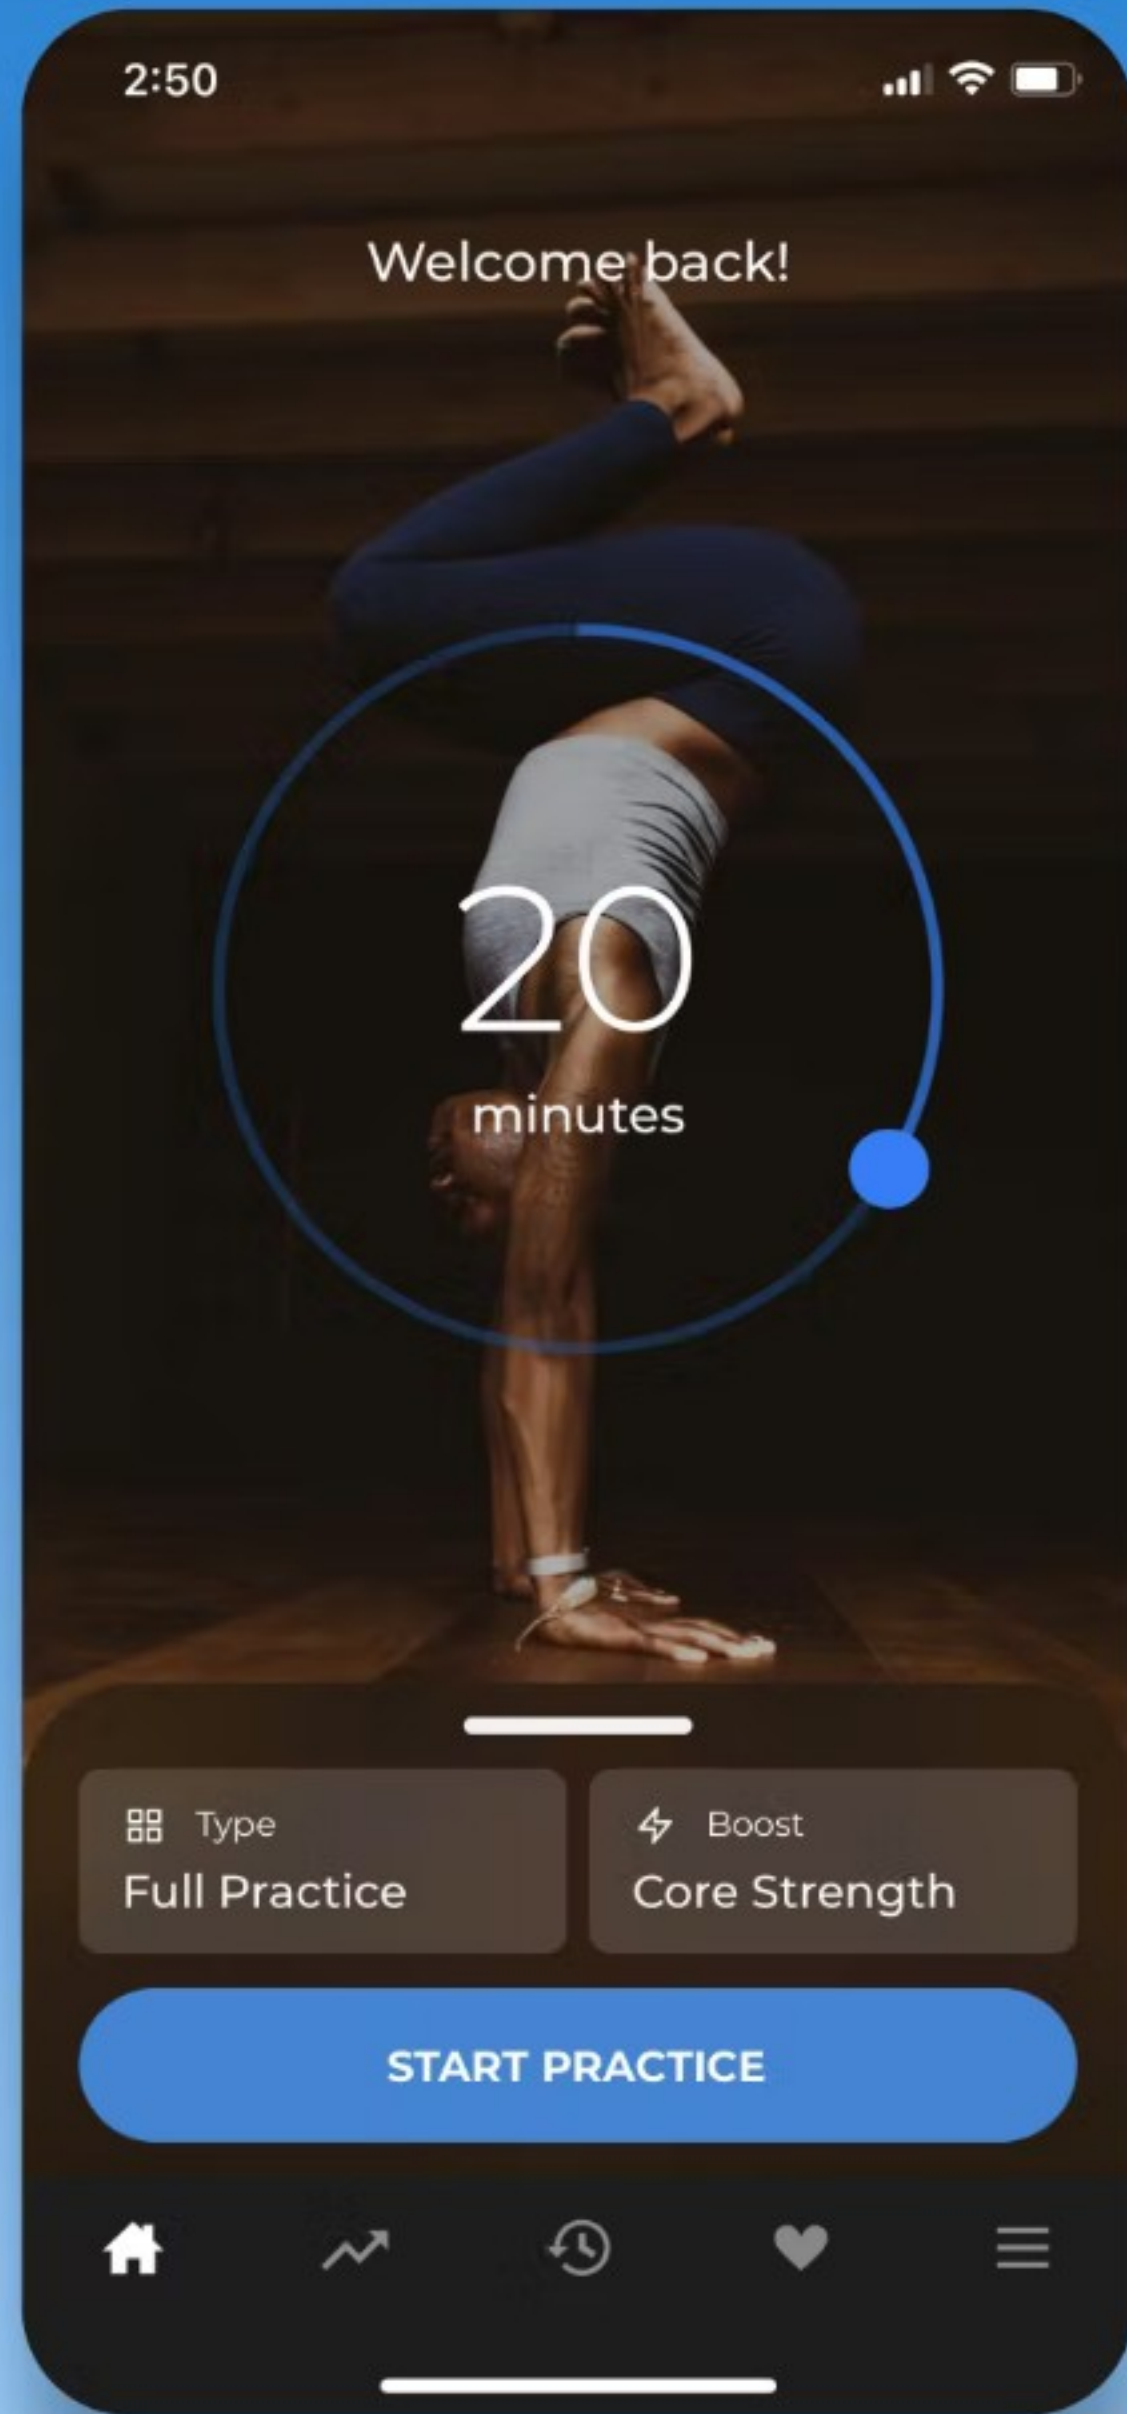 2:50
Welcome back!
20
minutes
Type
Full Practice
Boost
Core Strength
START PRACTICE